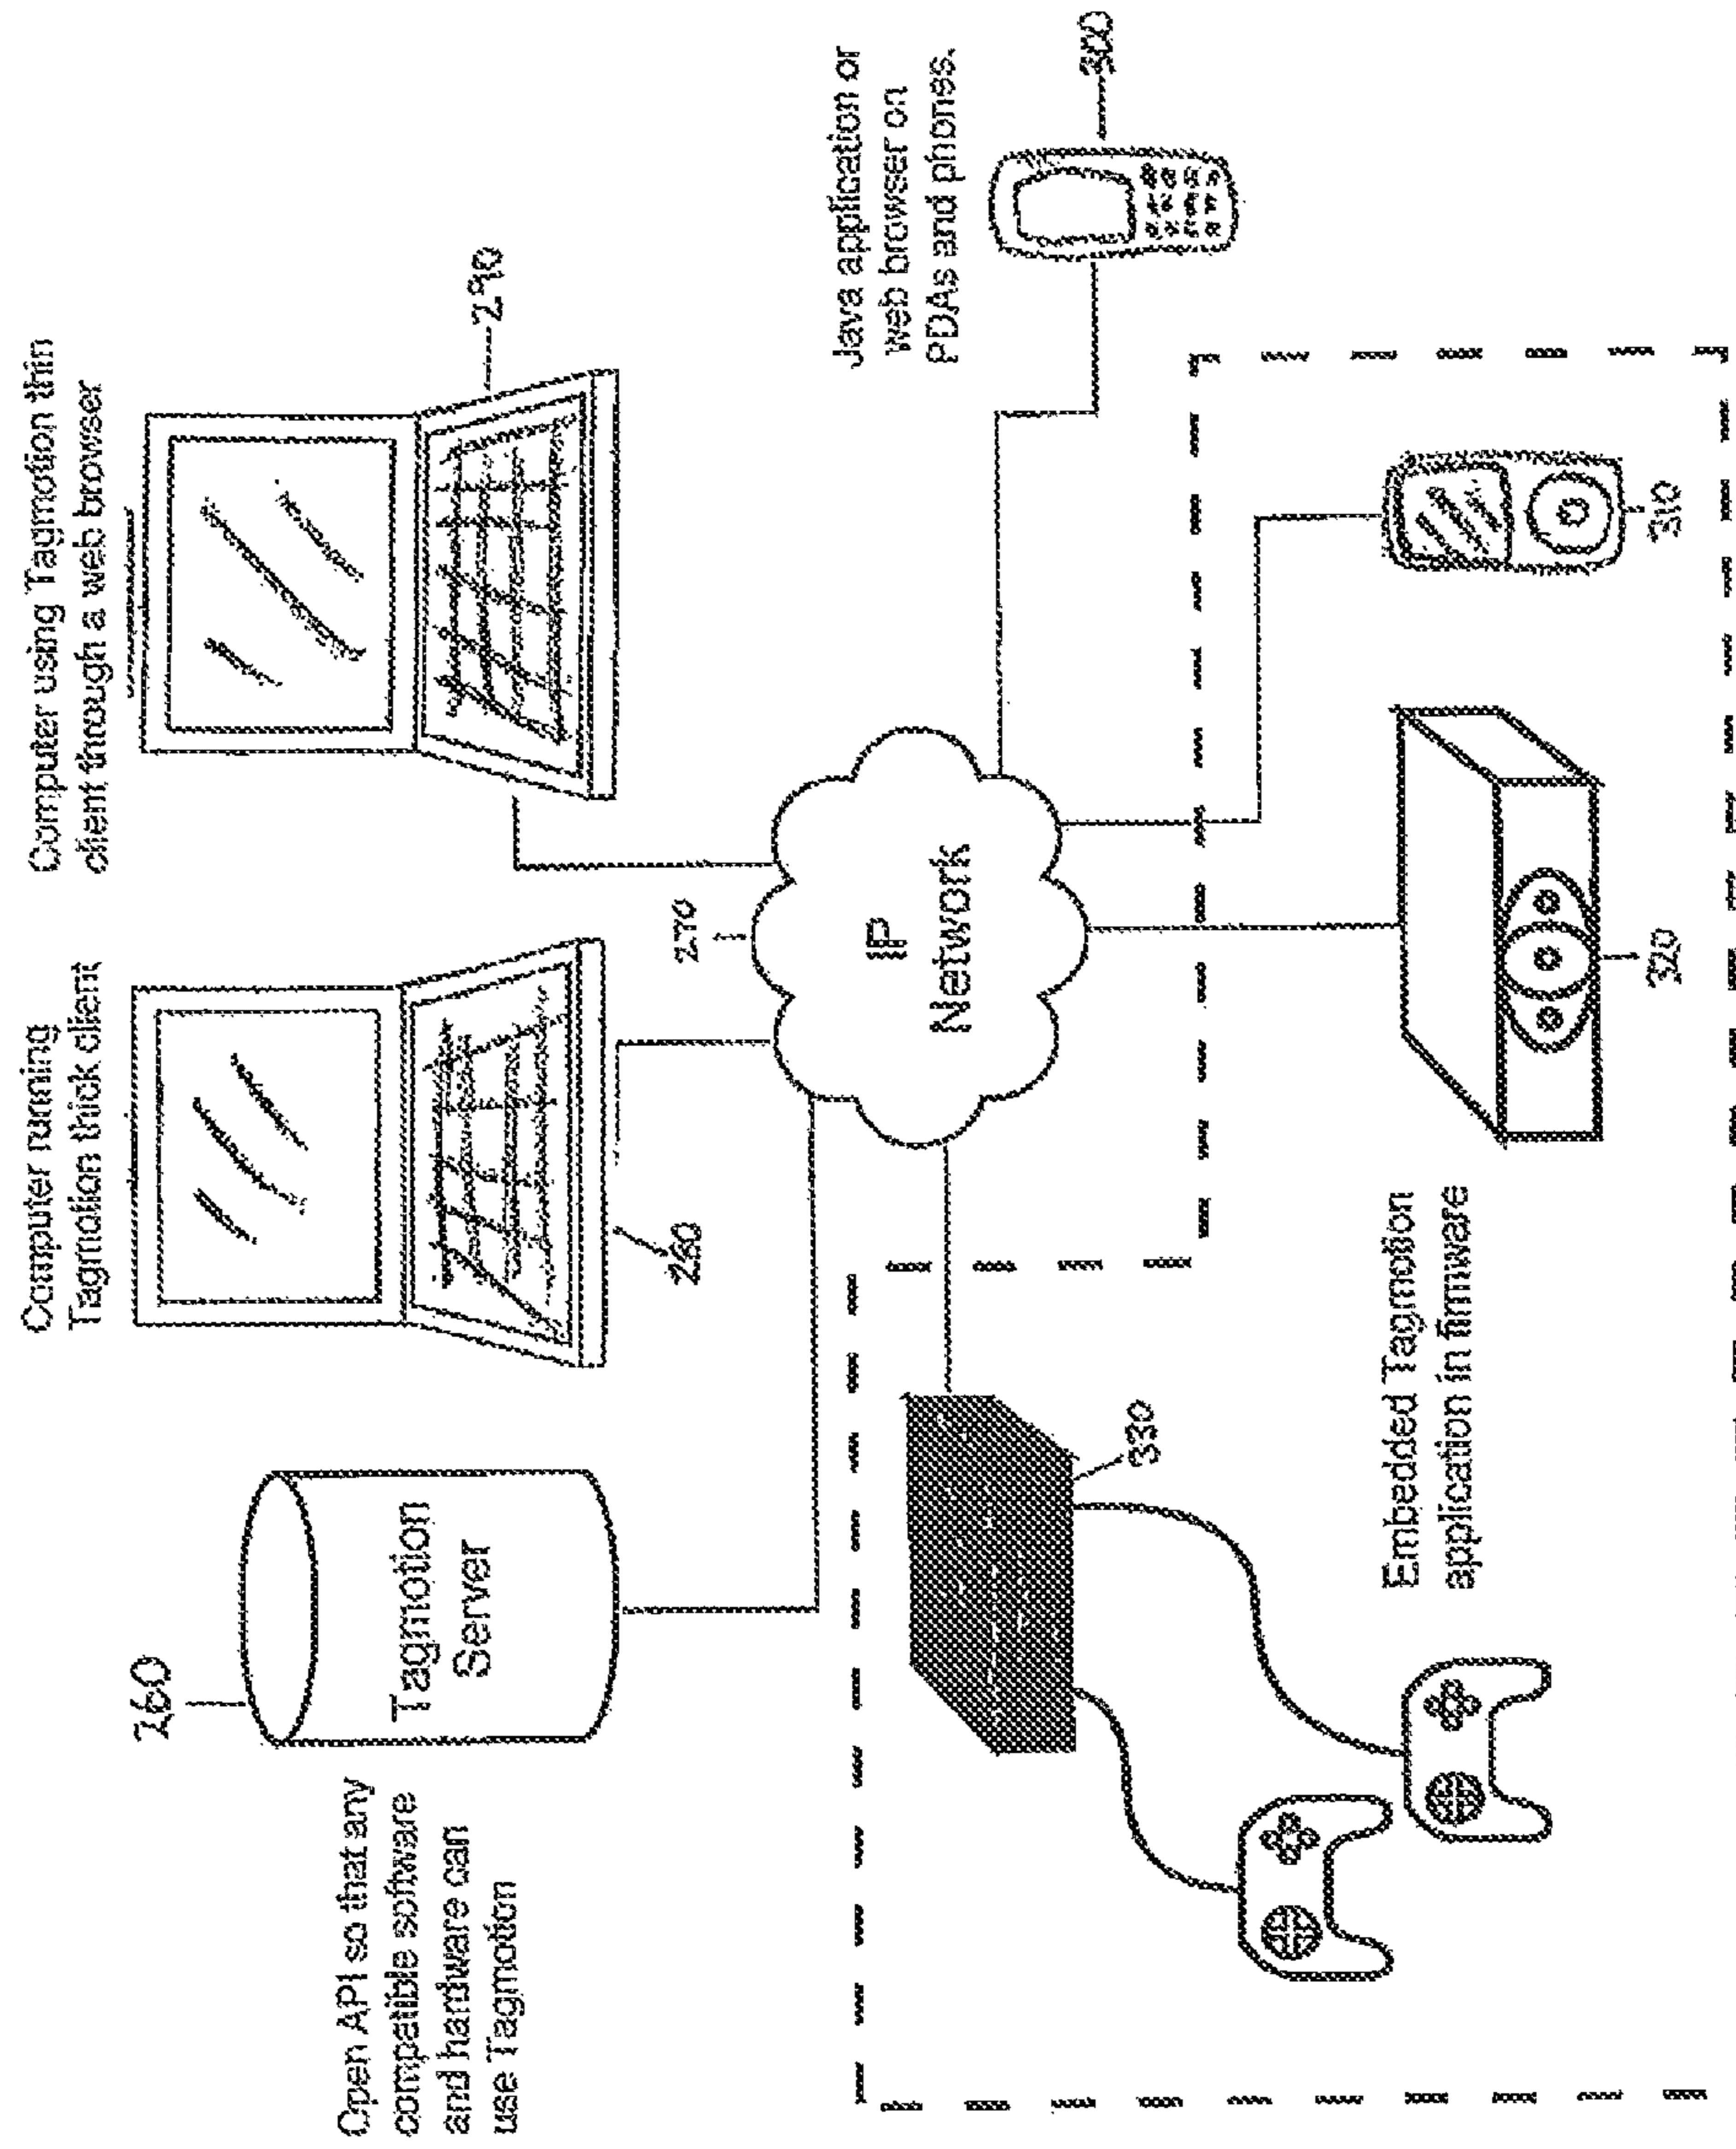 Open API so that any
compatible software
and hardware can
use Tagmotion
260
Tagmotion
Server
Computer running
Tagmotion thick client
280
Computer using Tagmotion thin
client through a web browser
290
270
IP
Network
Java application or
web browser on
PDAs and phones.
300
330
Embedded Tagmotion
application in firmware
320
310